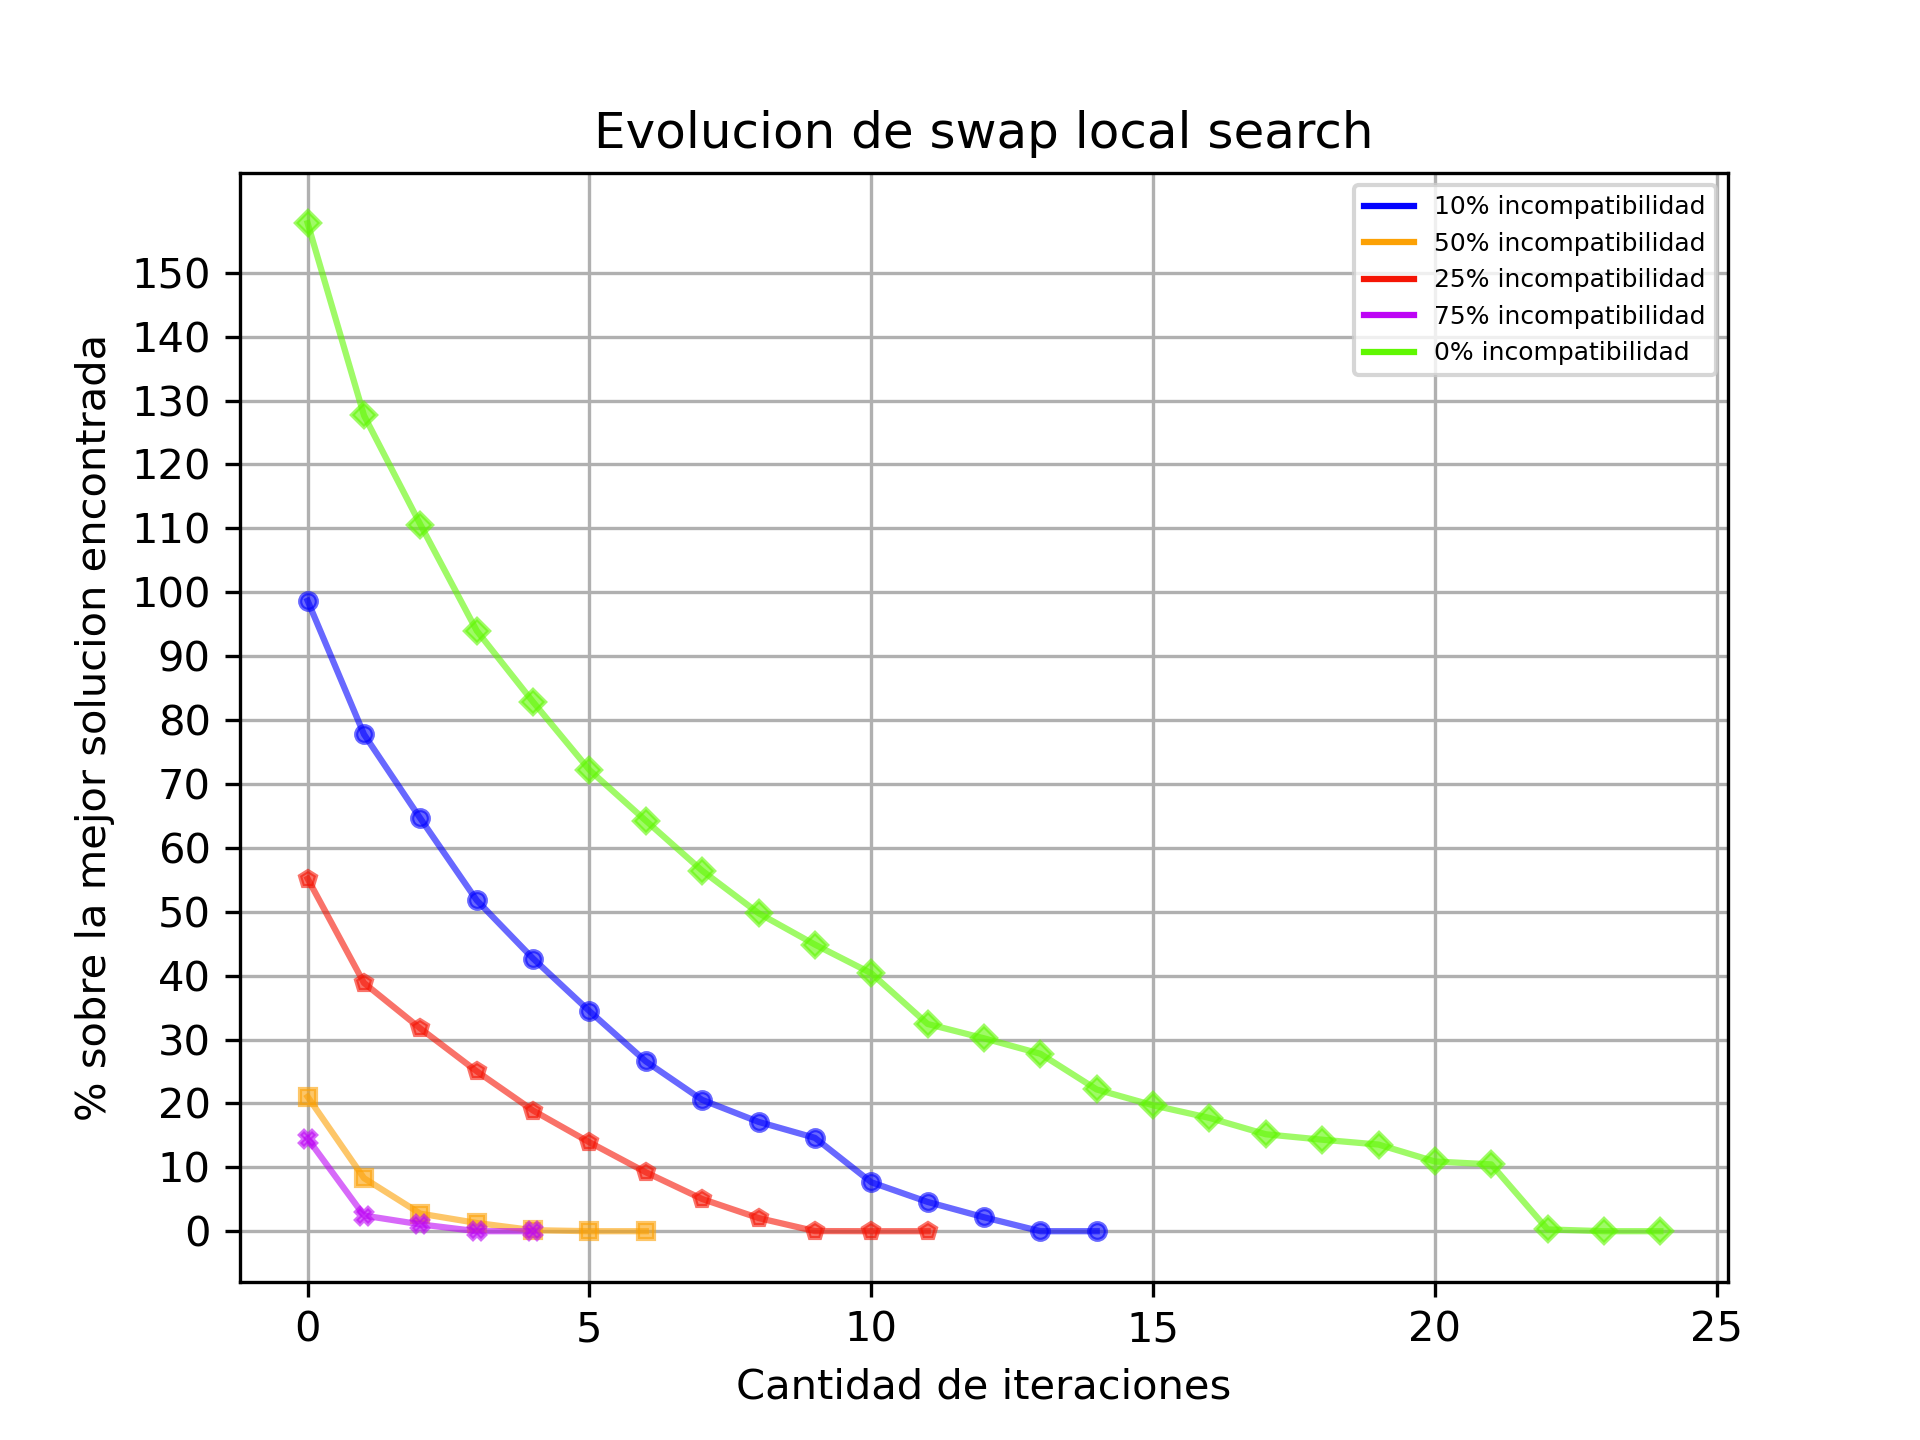 Evolucion de swap local search
10% incompatibilidad
50% incompatibilidad
25% incompatibilidad
75% incompatibilidad
0% incompatibilidad
% sobre la mejor solucion encontrada
150
140
130
120
110
100
90
80
70
60
50
40
30
20
10
0
0 5 10 15 20 25
Cantidad de iteraciones